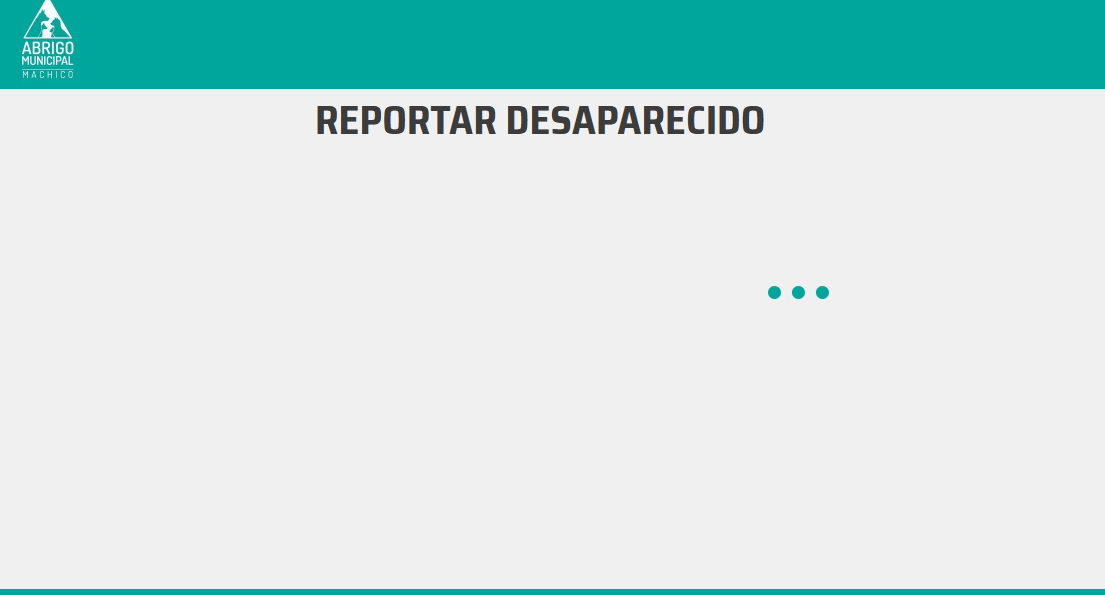 ABRIGO
MUNICIPAL
MACHICO
REPORTAR DESAPARECIDO